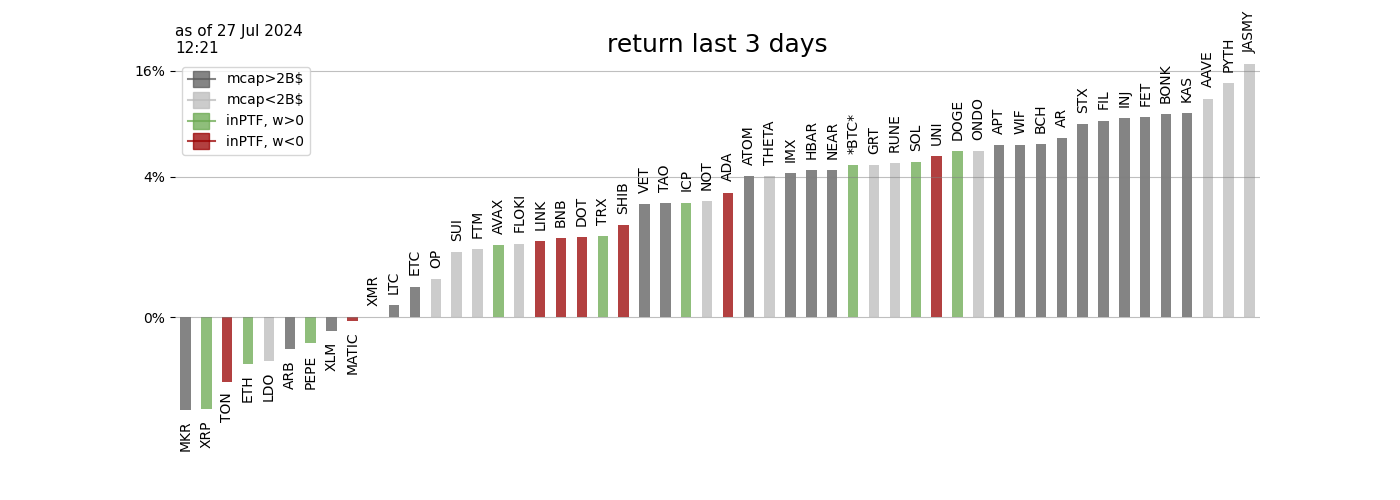 as of 27 Jul 2024
12:21
return last 3 days
16%
4%
0%
mcap>2B$
mcap<2B$
inPTF, w>0
inPTF, w<0
MKR
XRP
TON
ETH
LDO
ARB
PEPE
XLM
MATIC
XMR
LTC
ETC
OP
SUI
FTM
AVAX
FLOKI
LINK
BNB
DOT
TRX
SHIB
VET
TAO
ICP
NOT
ADA
ATOM
THETA
IMX
HBAR
NEAR
*BTC*
GRT
RUNE
SOL
UNI
DOGE
ONDO
APT
WIF
BCH
AR
STX
FIL
INJ
FET
BONK
KAS
AAVE
PYTH
JASMY